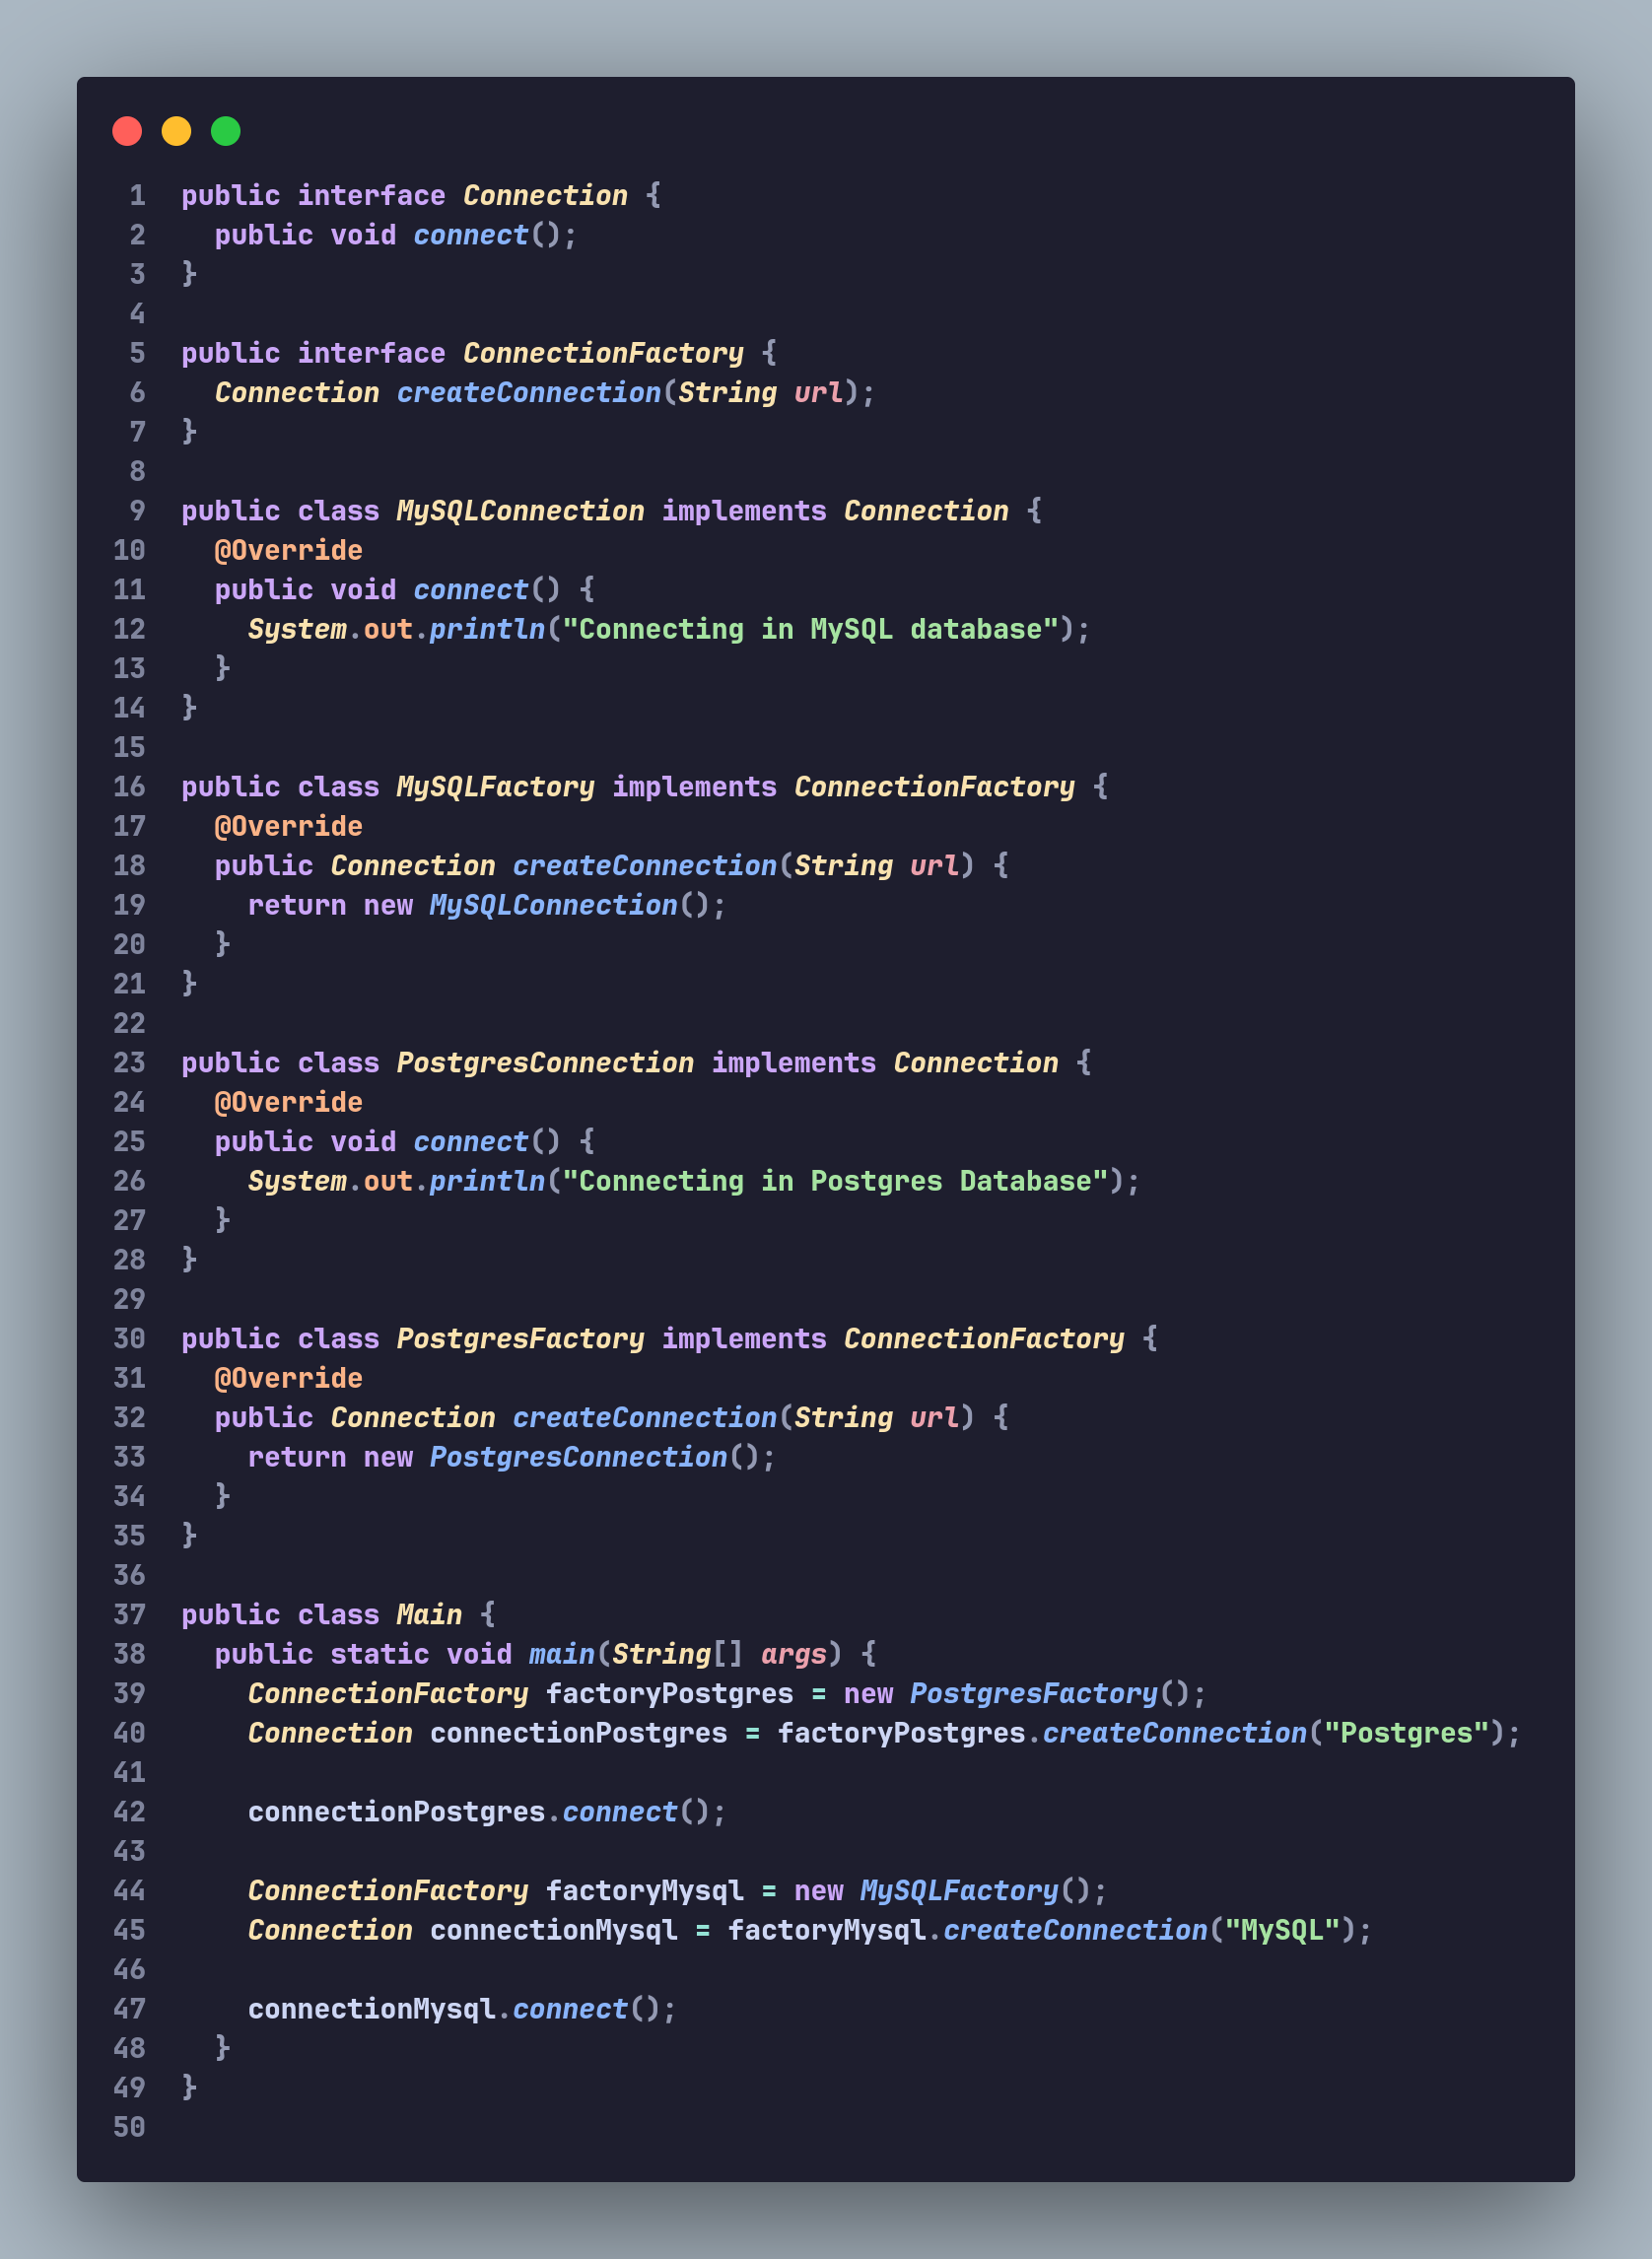 1 public interface Connection {
2   public void connect();
3 }
4
5 public interface ConnectionFactory {
6   Connection createConnection(String url);
7 }
8
9 public class MySQLConnection implements Connection {
10   @Override
11   public void connect() {
12     System.out.println("Connecting in MySQL database");
13   }
14 }
15
16 public class MySQLFactory implements ConnectionFactory {
17   @Override
18   public Connection createConnection(String url) {
19     return new MySQLConnection();
20   }
21 }
22
23 public class PostgresConnection implements Connection {
24   @Override
25   public void connect() {
26     System.out.println("Connecting in Postgres Database");
27   }
28 }
29
30 public class PostgresFactory implements ConnectionFactory {
31   @Override
32   public Connection createConnection(String url) {
33     return new PostgresConnection();
34   }
35 }
36
37 public class Main {
38   public static void main(String[] args) {
39     ConnectionFactory factoryPostgres = new PostgresFactory();
40     Connection connectionPostgres = factoryPostgres.createConnection("Postgres");
41
42     connectionPostgres.connect();
43
44     ConnectionFactory factoryMysql = new MySQLFactory();
45     Connection connectionMysql = factoryMysql.createConnection("MySQL");
46
47     connectionMysql.connect();
48   }
49 }
50